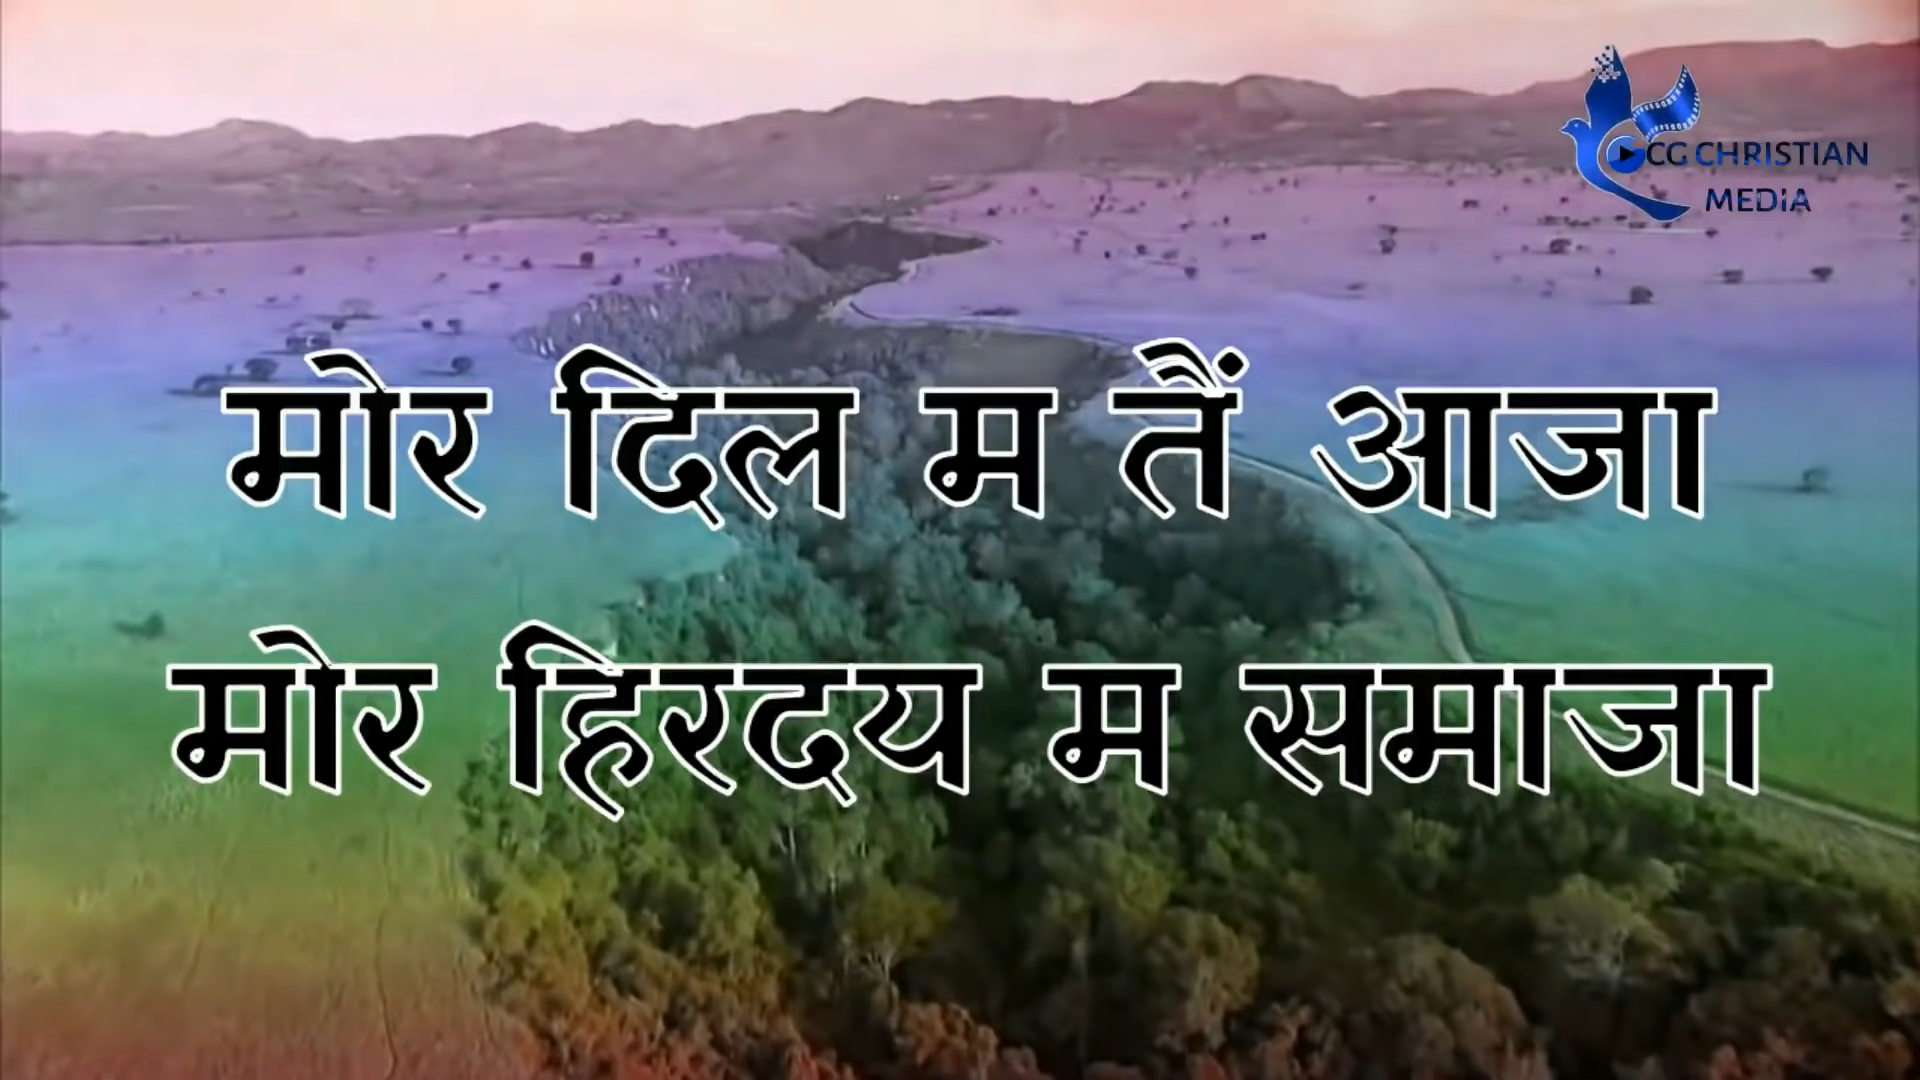 CG CHRISTIAN
MEDiA
मोर दिल म तैं आजा
मोर हिरदय म समाजा